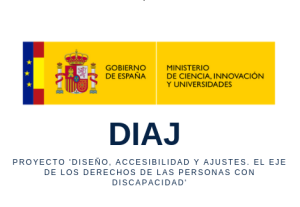 GOBIERNO
DE ESPAÑA
MINISTERIO
DE CIENCIA, INNOVACIÓN
Y UNIVERSIDADES
DIAJ
PROYECTO 'DISEÑO, ACCESIBILIDAD Y AJUSTES. EL EJE
DE LOS DERECHOS DE LAS PERSONAS CON
DISCAPACIDAD'